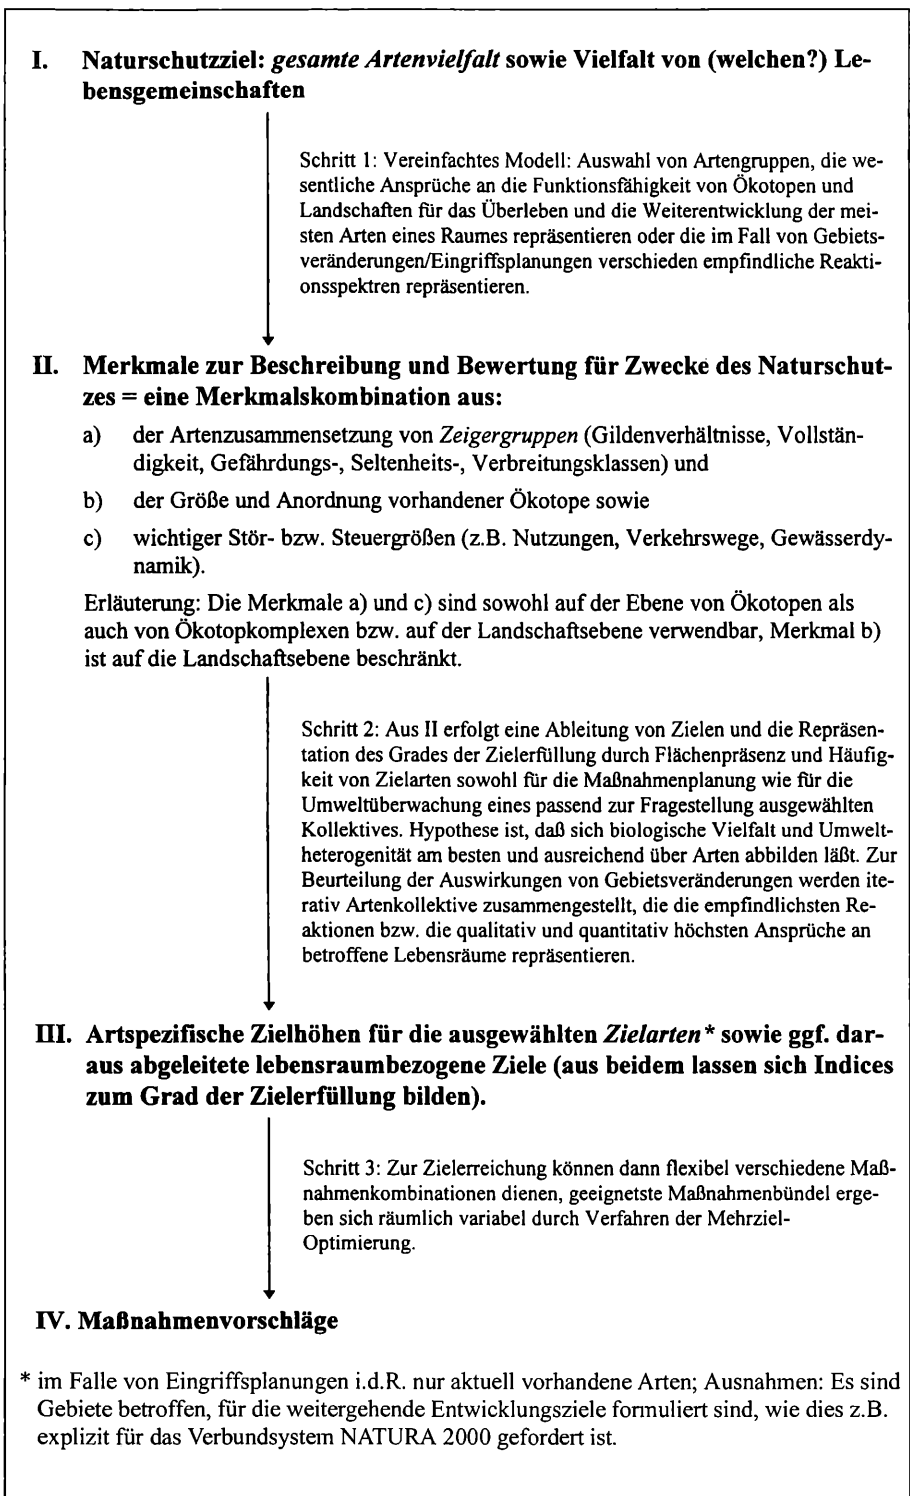 I. Naturschutzziel: gesamte Artenvielfalt sowie Vielfalt von (welchen?) Le-
bensgemeinschaften
Schritt 1: Vereinfachtes Modell: Auswahl von Artengruppen, die we-
sentliche Ansprüche an die Funktionsfähigkeit von Ökotopen und
Landschaften für das Überleben und die Weiterentwicklung der mei-
sten Arten eines Raumes repräsentieren oder die im Fall von Gebiets-
veränderungen/Eingriffsplanungen verschieden empfindliche Reakti-
onsspektren repräsentieren.
II. Merkmale zur Beschreibung und Bewertung für Zwecke des Naturschut-
zes = eine Merkmalskombination aus:
a) der Artenzusammensetzung von Zeigergruppen (Gildenverhältnisse, Vollstän-
digkeit, Gefährdungs-, Seltenheits-, Verbreitungsklassen) und
b) der Größe und Anordnung vorhandener Ökotope sowie
c) wichtiger Stör- bzw. Steuergrößen (z.B. Nutzungen, Verkehrswege, Gewässerdy-
namik).
Erläuterung: Die Merkmale a) und c) sind sowohl auf der Ebene von Ökotopen als
auch von Ökotopkomplexen bzw. auf der Landschaftsebene verwendbar, Merkmal b)
ist auf die Landschaftsebene beschränkt.
Schritt 2: Aus II erfolgt eine Ableitung von Zielen und die Repräsen-
tation des Grades der Zielerfüllung durch Flächenpräsenz und Häufig-
keit von Zielarten sowohl für die Maßnahmenplanung wie für die
Umweltüberwachung eines passend zur Fragestellung ausgewählten
Kollektives. Hypothese ist, daß sich biologische Vielfalt und Umwelt-
heterogenität am besten und ausreichend über Arten abbilden läßt. Zur
Beurteilung der Auswirkungen von Gebietsveränderungen werden ite-
rativ Artenkollektive zusammengestellt, die die empfindlichsten Re-
aktionen bzw. die qualitativ und quantitativ höchsten Ansprüche an
betroffene Lebensräume repräsentieren.
III. Artspezifische Zielhöhen für die ausgewählten Zielarten* sowie ggf. dar-
aus abgeleitete lebensraumbezogene Ziele (aus beidem lassen sich Indices
zum Grad der Zielerfüllung bilden).
Schritt 3: Zur Zielerreichung können dann flexibel verschiedene Maß-
nahmenkombinationen dienen, geeignetste Maßnahmenbündel erge-
ben sich räumlich variabel durch Verfahren der Mehrziel-
Optimierung.
IV. Maßnahmenvorschläge
* im Falle von Eingriffsplanungen i.d.R. nur aktuell vorhandene Arten; Ausnahmen: Es sind
Gebiete betroffen, für die weitergehende Entwicklungsziele formuliert sind, wie dies z.B.
explizit für das Verbundsystem NATURA 2000 gefordert ist.